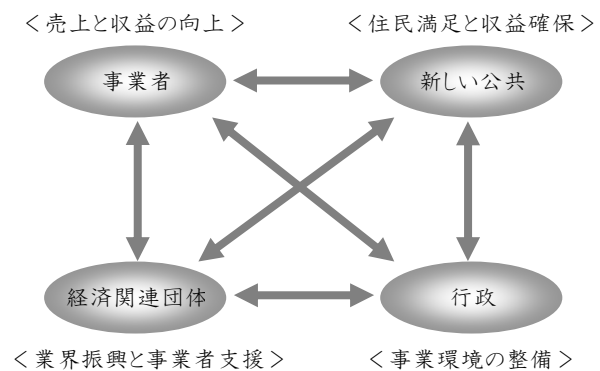 ＜売上と収益の向上＞
＜住民満足と収益確保＞
事業者
新しい公共
経済関連団体
行政
＜業界振興と事業者支援＞
＜事業環境の整備＞